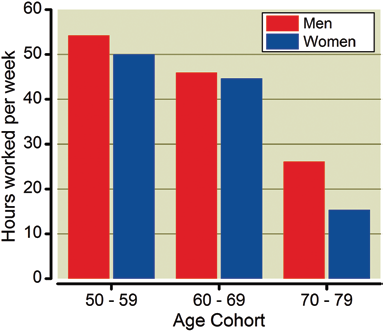 Men
Women
Hours worked per week
60
50
40
30
20
10
0
50 - 59
60 - 69
70 - 79
Age Cohort